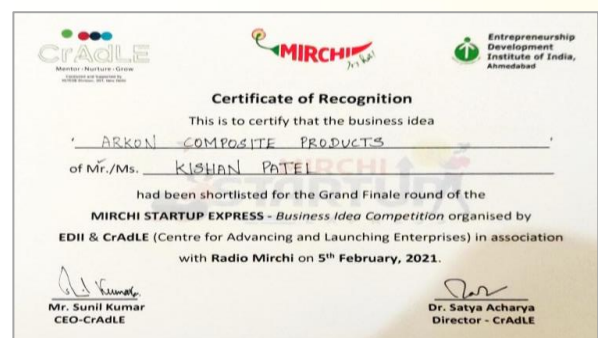 CrAdLE
Mentor - Nurture - Grow
MIRCHI
Entrepreneurship
Development
Institute of India,
Ahmedabad
Certificate of Recognition
This is to certify that the business idea
' ARKON COMPOSITE PRODUCTS '
of Mr./Ms. KISHAN PATEL
MIRCHI
STARTUP
had been shortlisted for the Grand Finale round of the
MIRCHI STARTUP EXPRESS - Business Idea Competition organised by
EDII & CrAdLE (Centre for Advancing and Launching Enterprises) in association
with Radio Mirchi on 5th February, 2021.
Mr. Sunil Kumar
CEO-CrAdLE
Dr. Satya Acharya
Director - CrAdLE